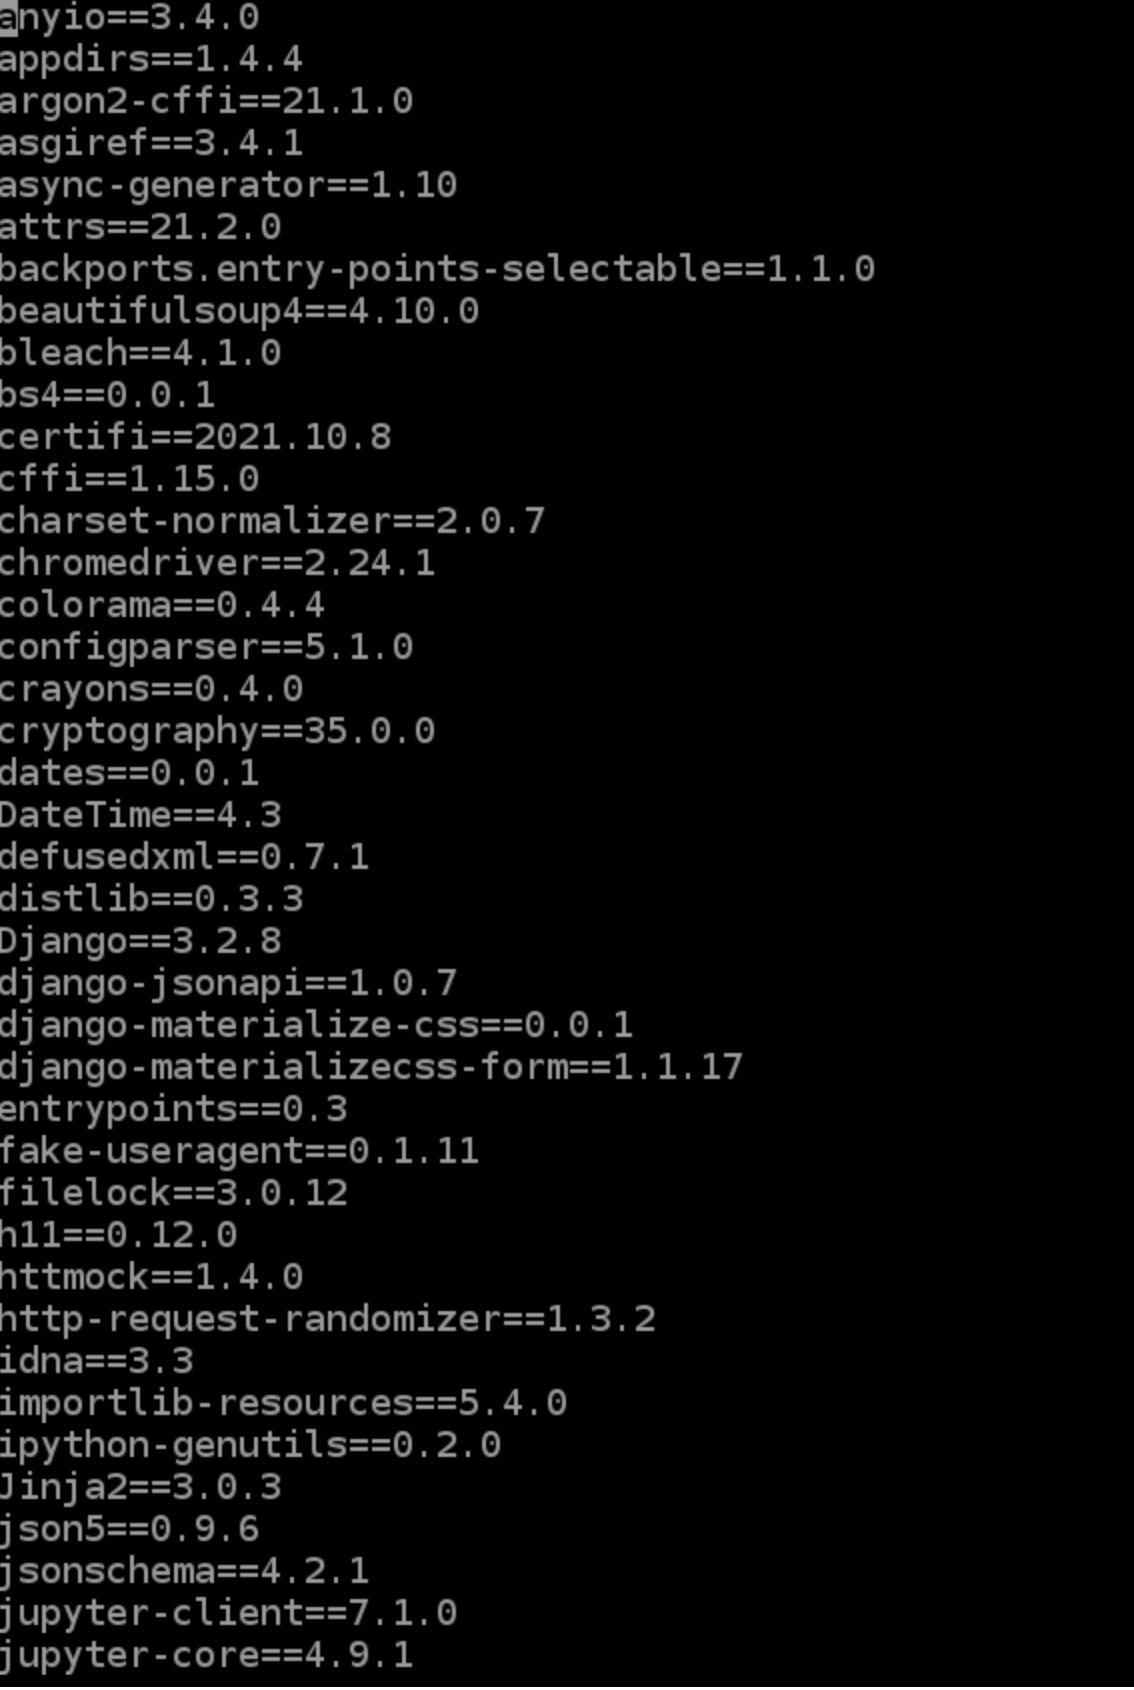 anyio==3.4.0
appdirs==1.4.4
argon2-cffi==21.1.0
asgiref==3.4.1
async-generator==1.10
attrs==21.2.0
backports.entry-points-selectable==1.1.0
beautifulsoup4==4.10.0
bleach==4.1.0
bs4==0.0.1
certifi==2021.10.8
cffi==1.15.0
charset-normalizer==2.0.7
chromedriver==2.24.1
colorama==0.4.4
configparser==5.1.0
crayons==0.4.0
cryptography==35.0.0
dates==0.0.1
DateTime==4.3
defusedxml==0.7.1
distlib==0.3.3
Django==3.2.8
django-jsonapi==1.0.7
django-materialize-css==0.0.1
django-materializecss-form==1.1.17
entrypoints==0.3
fake-useragent==0.1.11
filelock==3.0.12
h11==0.12.0
httmock==1.4.0
http-request-randomizer==1.3.2
idna==3.3
importlib-resources==5.4.0
ipython-genutils==0.2.0
Jinja2==3.0.3
json5==0.9.6
jsonschema==4.2.1
jupyter-client==7.1.0
jupyter-core==4.9.1